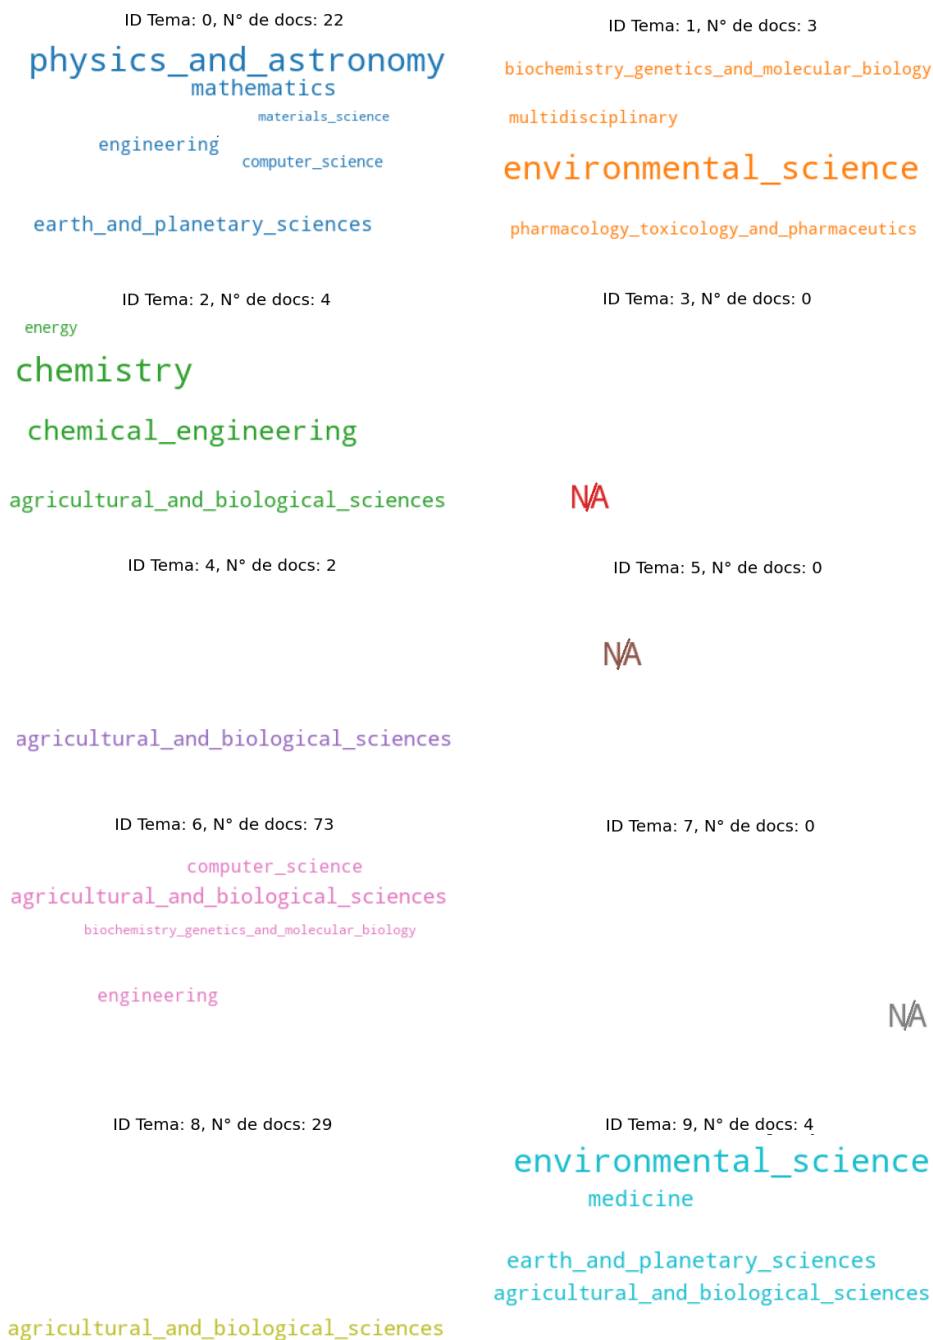 ID Tema: 0, N° de docs: 22
physics_and_astronomy
mathematics
materials_science
engineering
computer_science
earth_and_planetary_sciences
ID Tema: 1, N° de docs: 3
biochemistry_genetics_and_molecular_biology
multidisciplinary
environmental_science
pharmacology_toxicology_and_pharmaceutics
ID Tema: 2, N° de docs: 4
energy
chemistry
chemical_engineering
agricultural_and_biological_sciences
ID Tema: 3, N° de docs: 0
N/A
ID Tema: 4, N° de docs: 2
agricultural_and_biological_sciences
ID Tema: 5, N° de docs: 0
N/A
ID Tema: 6, N° de docs: 73
computer_science
agricultural_and_biological_sciences
biochemistry_genetics_and_molecular_biology
engineering
ID Tema: 7, N° de docs: 0
N/A
ID Tema: 8, N° de docs: 29
agricultural_and_biological_sciences
ID Tema: 9, N° de docs: 4
environmental_science
medicine
earth_and_planetary_sciences
agricultural_and_biological_sciences